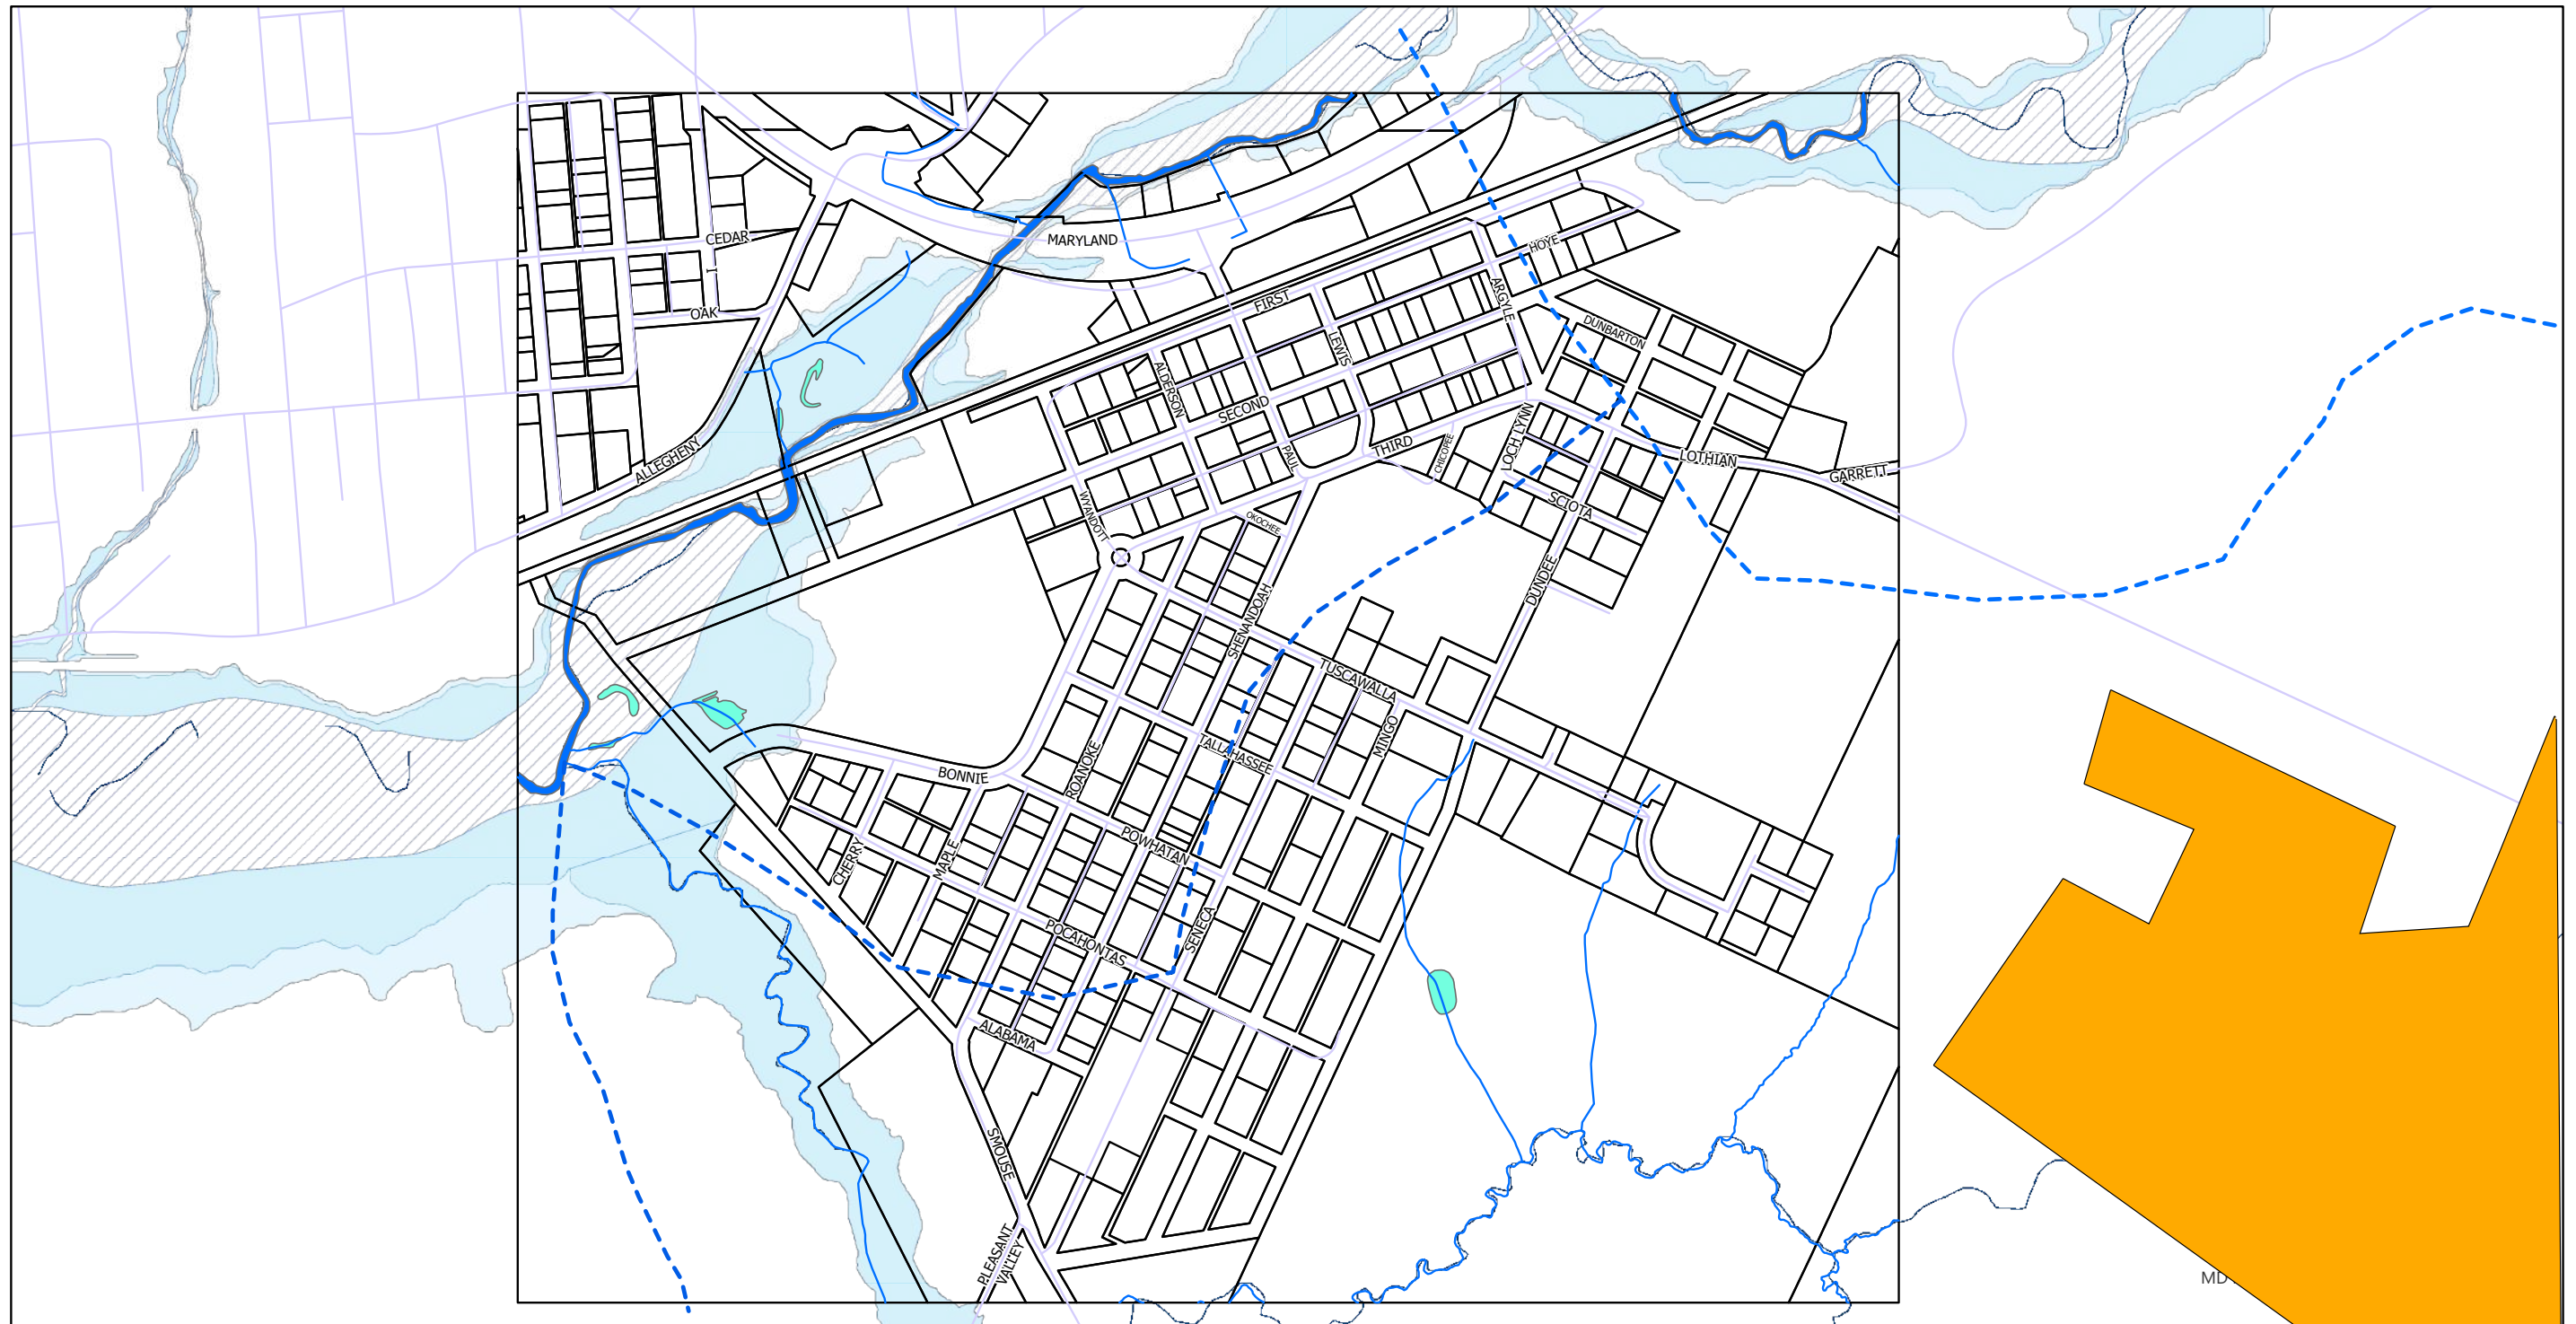 CEDAR
I
OAK
ALLEGHENY
MARYLAND
HOYE
FIRST
ARGYLE
LEWIS
DUNBARTON
ALDERSON
SECOND
PAUL
THIRD
CHICOPEE
LOCH LYNN
LOTHIAN
GARRETT
SCIOTA
WYANDOTT
OKOCHEE
DUNDEE
SHENANDOAH
TUSCAWALLA
MINGO
TALLAHASSEE
ROANOKE
BONNIE
POWHATAN
CHERRY
MAPLE
POCAHONTAS
SENECA
ALABAMA
SMOUSE
PLEASANT
VALLEY
MD